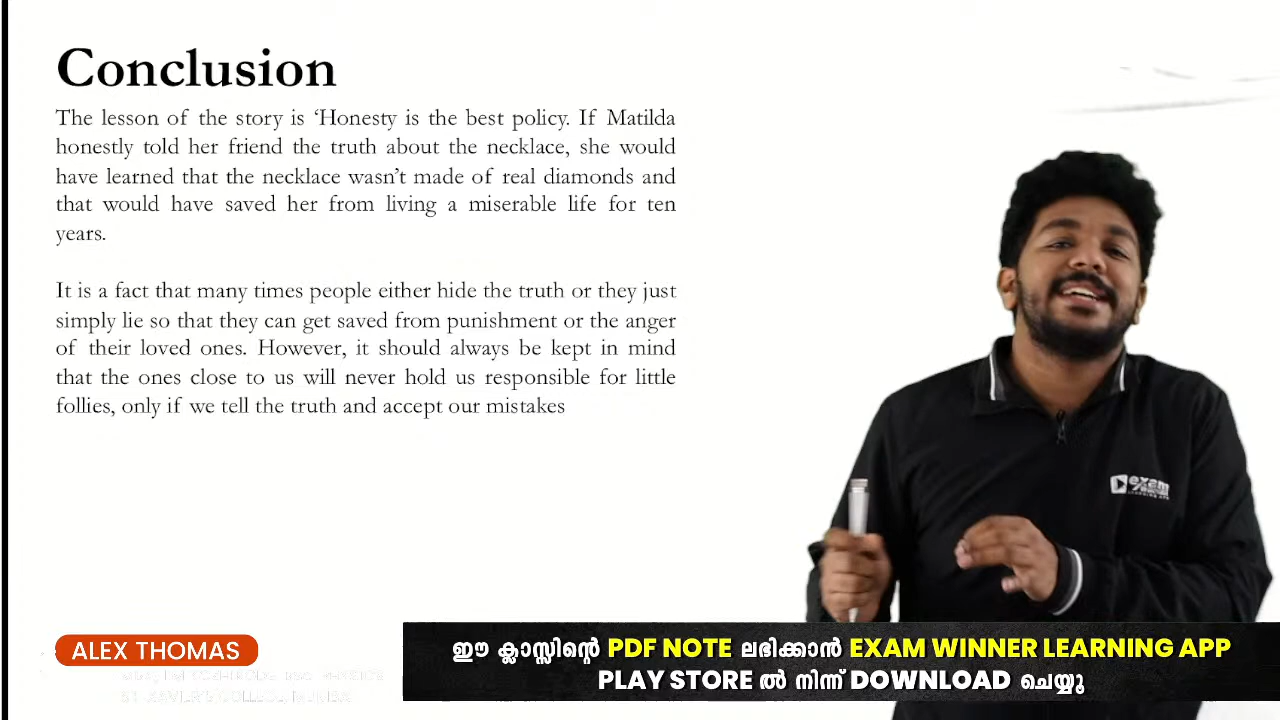 Conclusion
The lesson of the story is ‘Honesty is the best policy. If Matilda
honestly told her friend the truth about the necklace, she would
have learned that the necklace wasn’t made of real diamonds and
that would have saved her from living a miserable life for ten
years.
It is a fact that many times people either hide the truth or they just
simply lie so that they can get saved from punishment or the anger
of their loved ones. However, it should always be kept in mind
that the ones close to us will never hold us responsible for little
follies, only if we tell the truth and accept our mistakes
exam
ALEX THOMAS
ഈ ക്ലാസ്സിന്റെ PDF NOTE ലഭിക്കാൻ EXAM WINNER LEARNING APP
PLAY STORE ൽ നിന്ന് DOWNLOAD ചെയ്യൂ